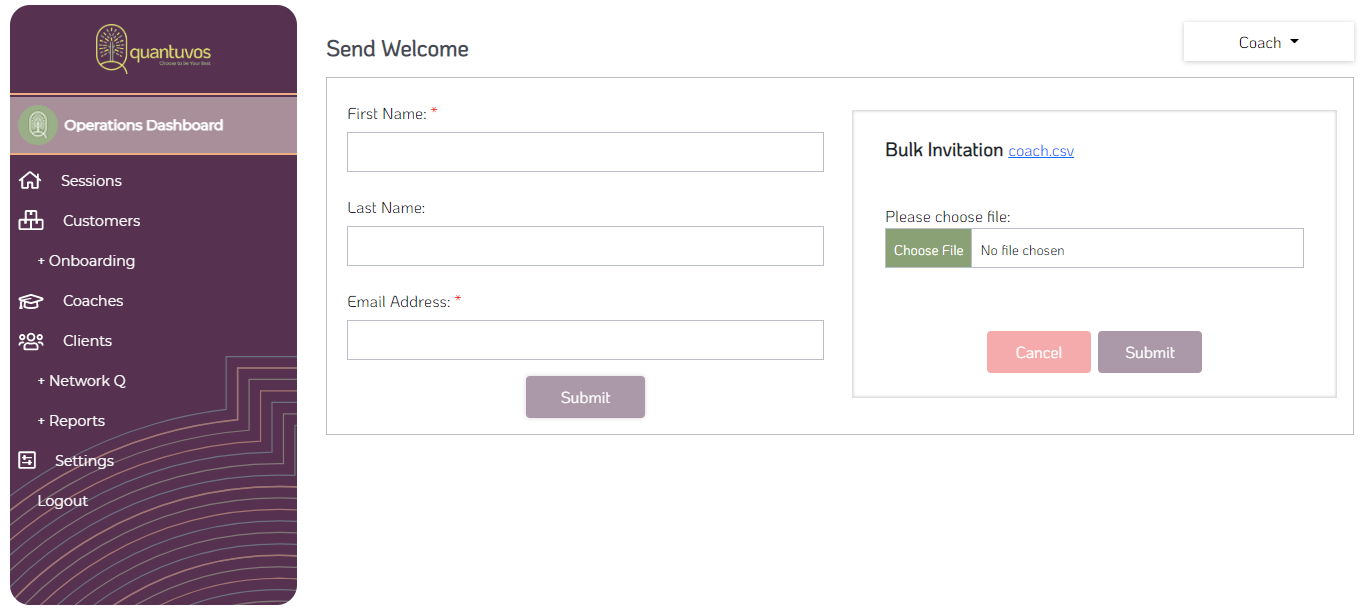 quantuvos
Choose to be Your Best
Operations Dashboard
Sessions
Customers
+ Onboarding
Coaches
Clients
+ Network Q
+ Reports
Settings
Logout
Send Welcome
Coach
First Name: *
Last Name:
Email Address: *
Submit
Bulk Invitation coach.csv
Please choose file:
Choose File No file chosen
Cancel Submit